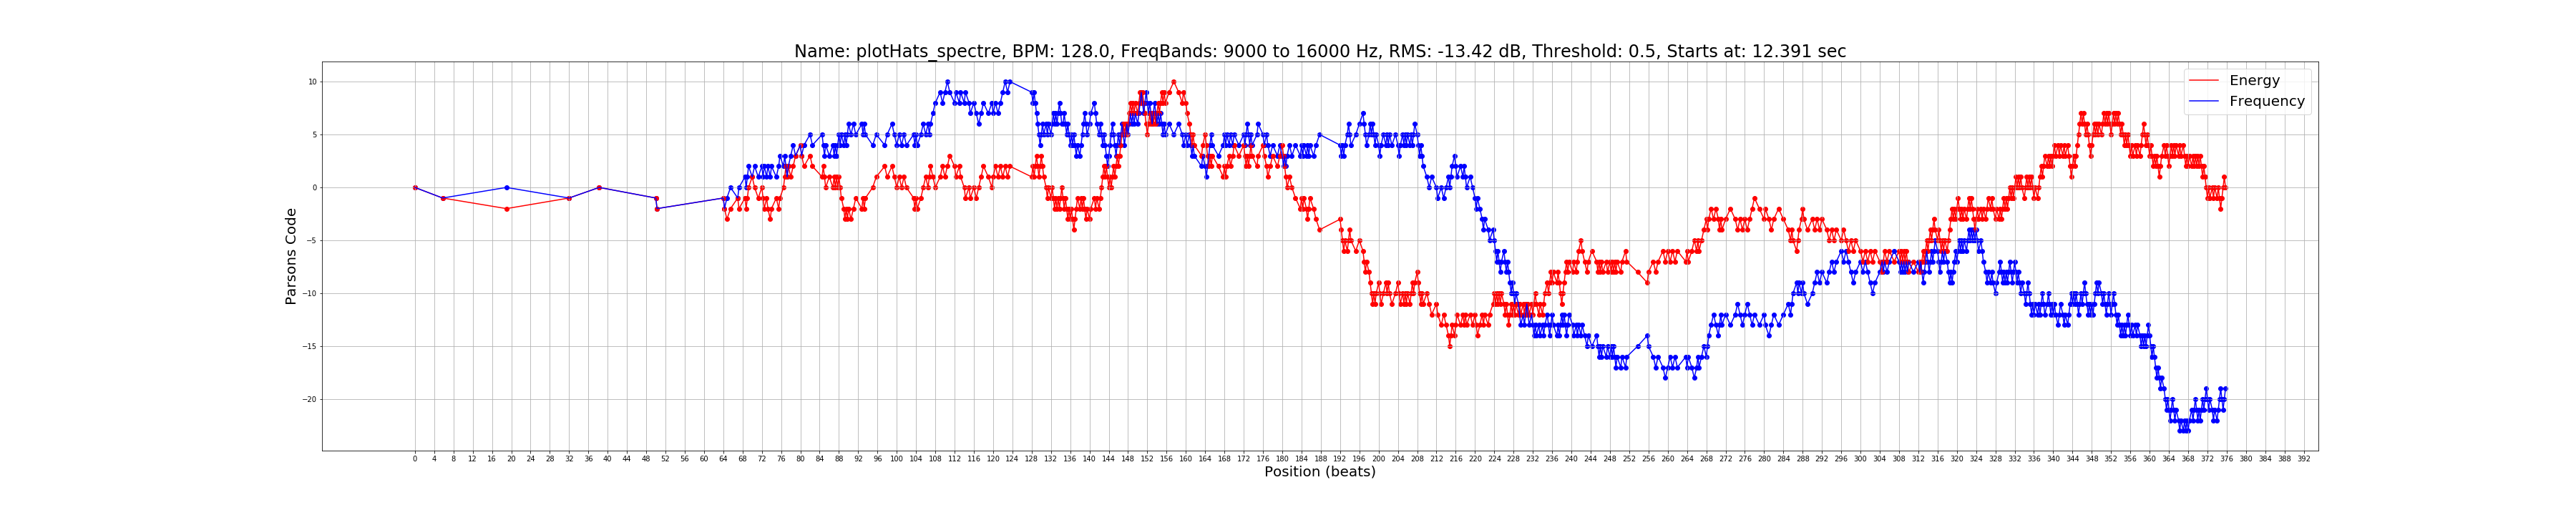 Name: plotHats_spectre, BPM: 128.0, FreqBands: 9000 to 16000 Hz, RMS: -13.42 dB, Threshold: 0.5, Starts at: 12.391 sec
Energy
Frequency
Parsons Code
10
5
0
−5
−10
−15
−20
0 4 8 12 16 20 24 28 32 36 40 44 48 52 56 60 64 68 72 76 80 84 88 92 96 100 104 108 112 116 120 124 128 132 136 140 144 148 152 156 160 164 168 172 176 180 184 188 192 196 200 204 208 212 216 220 224 228 232 236 240 244 248 252 256 260 264 268 272 276 280 284 288 292 296 300 304 308 312 316 320 324 328 332 336 340 344 348 352 356 360 364 368 372 376 380 384 388 392
Position (beats)